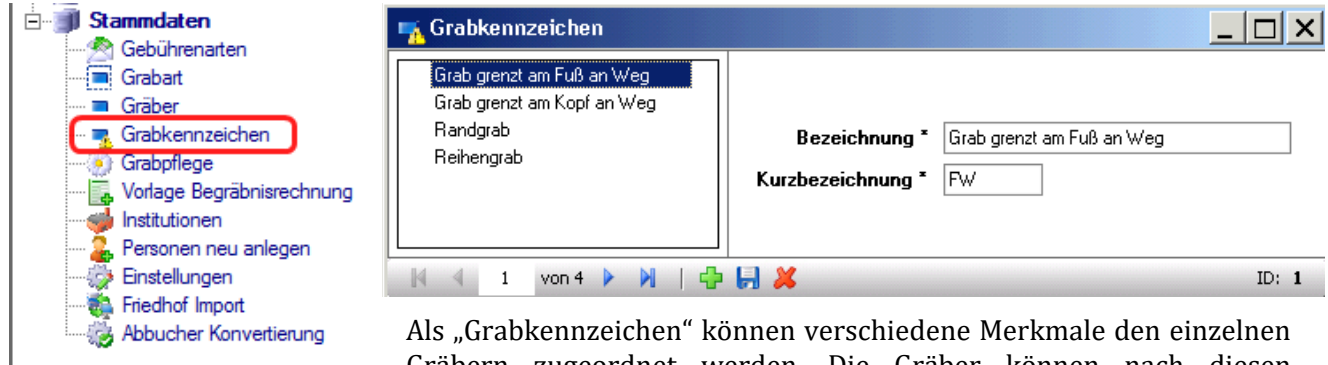 Stammdaten
Gebührenarten
Grabart
Gräber
Grabkennzeichen
Grabpflege
Vorlage Begräbnisrechnung
Institutionen
Personen neu anlegen
Einstellungen
Friedhof Import
Abbucher Konvertierung
Grabkennzeichen
Grab grenzt am Fuß an Weg
Grab grenzt am Kopf an Weg
Randgrab
Reihengrab
Bezeichnung * Grab grenzt am Fuß an Weg
Kurzbezeichnung * FW
1 von 4 ID: 1
Als „Grabkennzeichen“ können verschiedene Merkmale den einzelnen
Gräbern zugeordnet werden. Die Gräber können nach diesen